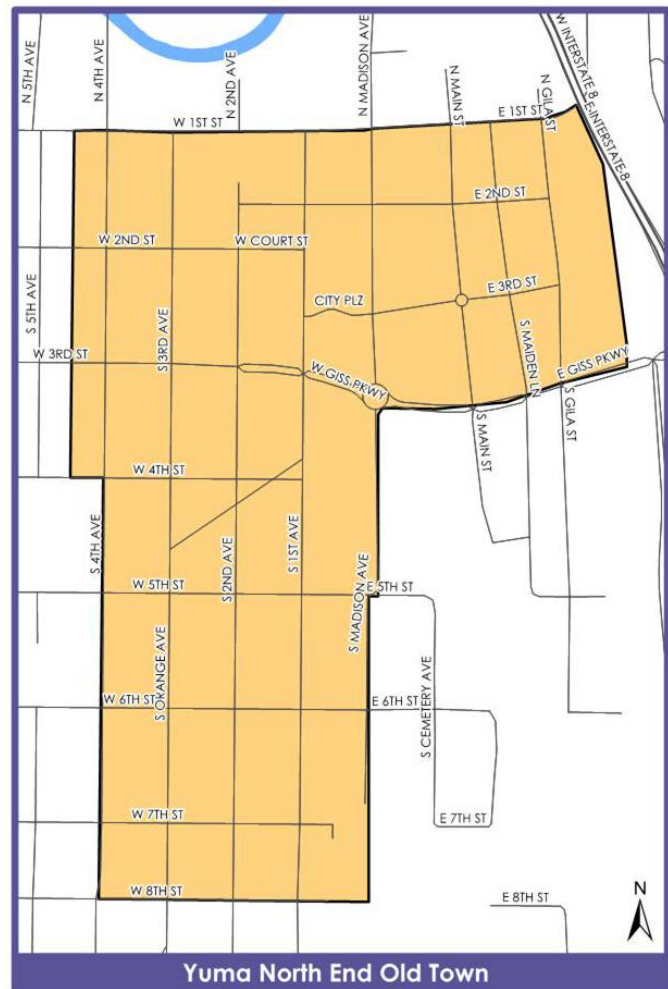 N 5TH AVE
N 4TH AVE
N 2ND AVE
N MADISON AVE
N MAIN ST
N GILA ST
W INTERSTATE 8
E INTERSTATE 8
W 1ST ST
E 1ST ST
E 2ND ST
W 2ND ST
W COURT ST
S 5TH AVE
S 3RD AVE
CITY PLZ
E 3RD ST
W 3RD ST
W GISS PKWY
S MAIDEN LN
E GISS PKWY
S MAIN ST
S GILA ST
W 4TH ST
S 4TH AVE
S 2ND AVE
S 1ST AVE
S MADISON AVE
W 5TH ST
E 5TH ST
S ORANGE AVE
W 6TH ST
E 6TH ST
S CEMETERY AVE
W 7TH ST
E 7TH ST
W 8TH ST
E 8TH ST
N
Yuma North End Old Town